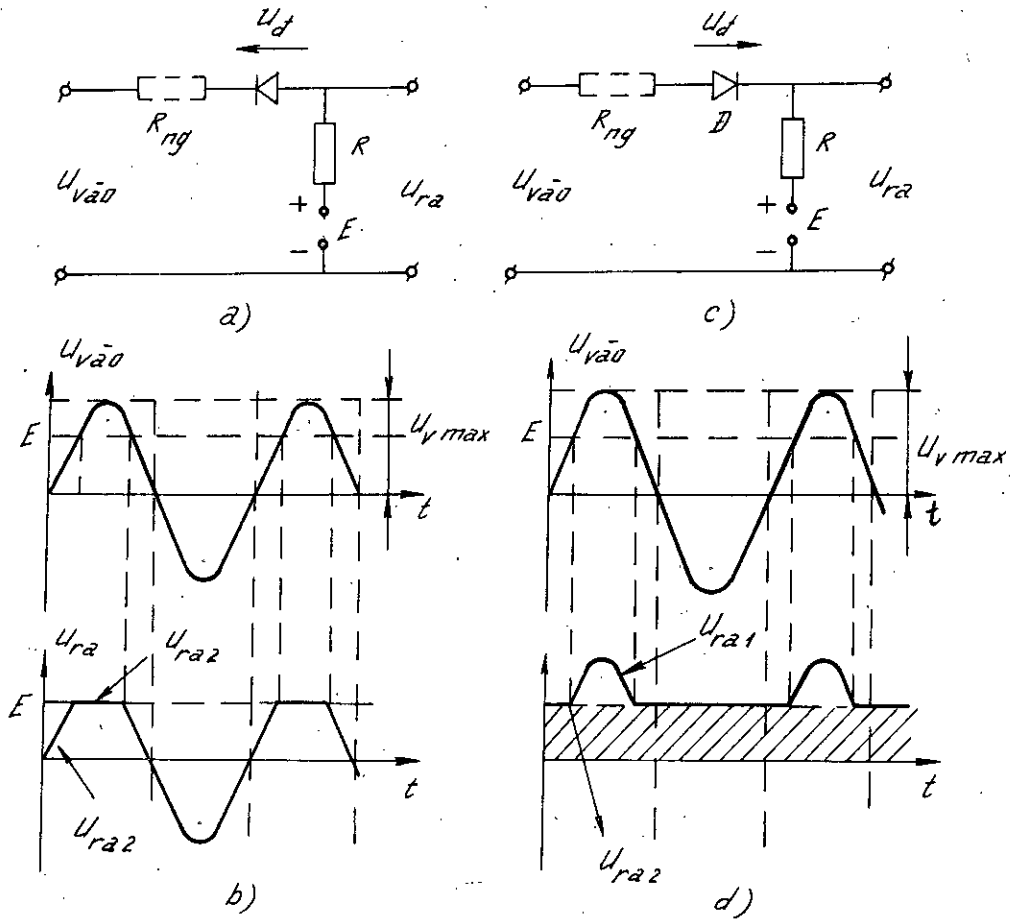 U_d
R_ng
R
U_vào
+
E
−
U_ra
a)
U_d
R_ng
D
R
U_vào
+
E
−
U_ra
c)
U_vào
E
U_v max
t
U_ra
U_ra2
E
t
U_ra2
b)
U_vào
E
U_v max
t
U_ra1
t
U_ra2
d)